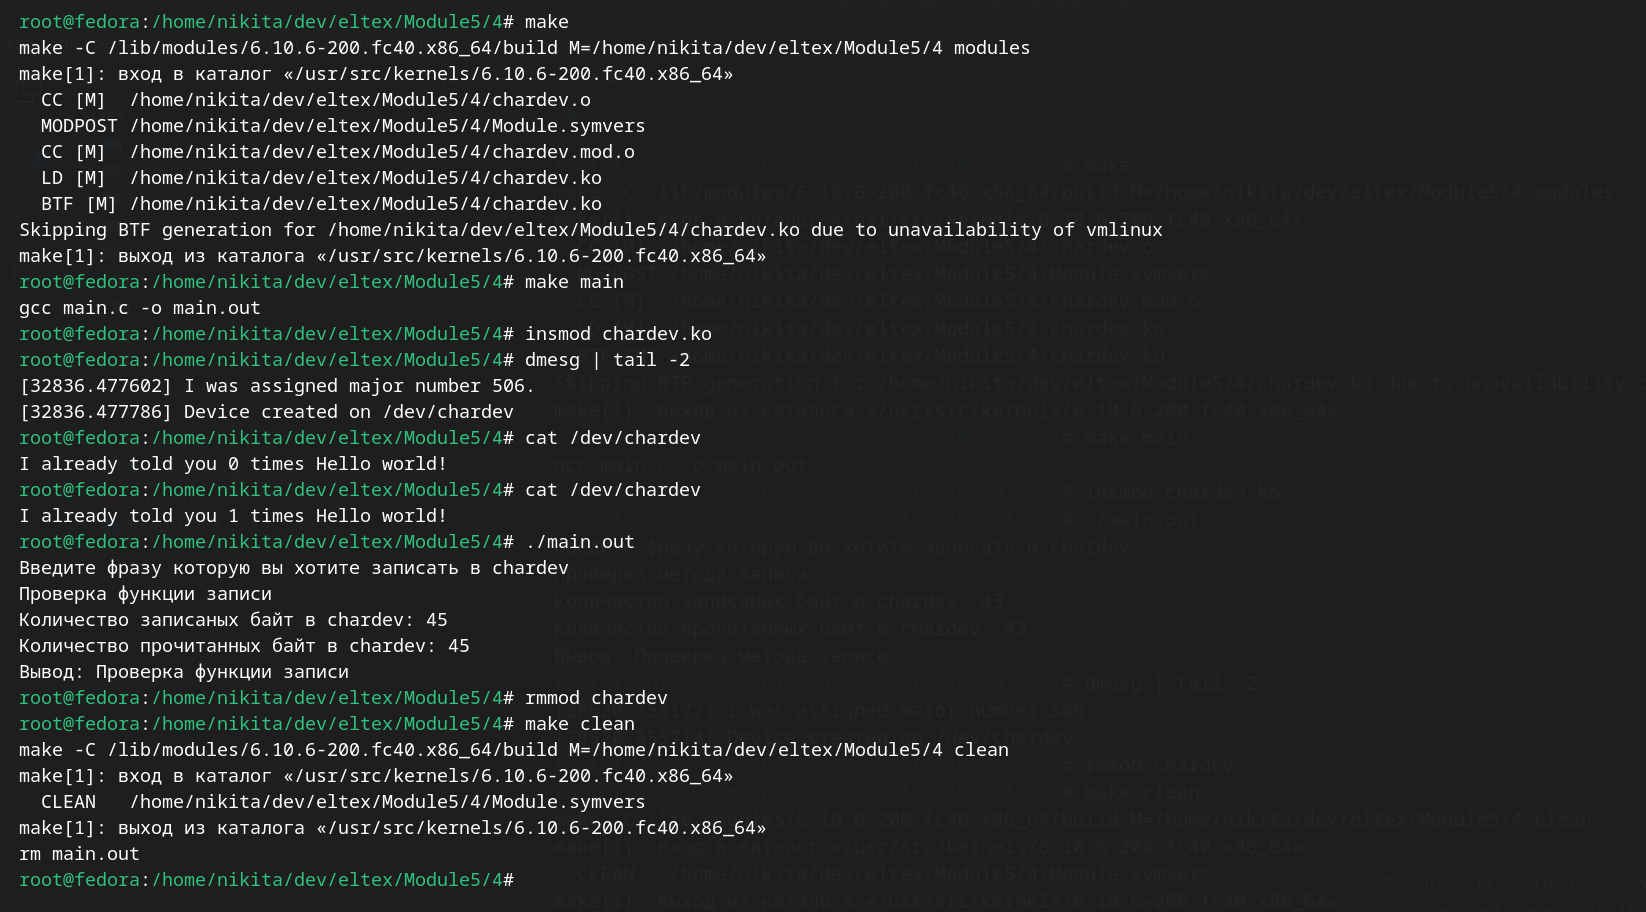 root@fedora:/home/nikita/dev/eltex/Module5/4# make
make -C /lib/modules/6.10.6-200.fc40.x86_64/build M=/home/nikita/dev/eltex/Module5/4 modules
make[1]: вход в каталог «/usr/src/kernels/6.10.6-200.fc40.x86_64»
  CC [M]  /home/nikita/dev/eltex/Module5/4/chardev.o
  MODPOST /home/nikita/dev/eltex/Module5/4/Module.symvers
  CC [M]  /home/nikita/dev/eltex/Module5/4/chardev.mod.o
  LD [M]  /home/nikita/dev/eltex/Module5/4/chardev.ko
  BTF [M] /home/nikita/dev/eltex/Module5/4/chardev.ko
Skipping BTF generation for /home/nikita/dev/eltex/Module5/4/chardev.ko due to unavailability of vmlinux
make[1]: выход из каталога «/usr/src/kernels/6.10.6-200.fc40.x86_64»
root@fedora:/home/nikita/dev/eltex/Module5/4# make main
gcc main.c -o main.out
root@fedora:/home/nikita/dev/eltex/Module5/4# insmod chardev.ko
root@fedora:/home/nikita/dev/eltex/Module5/4# dmesg | tail -2
[32836.477602] I was assigned major number 506.
[32836.477786] Device created on /dev/chardev
root@fedora:/home/nikita/dev/eltex/Module5/4# cat /dev/chardev
I already told you 0 times Hello world!
root@fedora:/home/nikita/dev/eltex/Module5/4# cat /dev/chardev
I already told you 1 times Hello world!
root@fedora:/home/nikita/dev/eltex/Module5/4# ./main.out
Введите фразу которую вы хотите записать в chardev
Проверка функции записи
Количество записаных байт в chardev: 45
Количество прочитанных байт в chardev: 45
Вывод: Проверка функции записи
root@fedora:/home/nikita/dev/eltex/Module5/4# rmmod chardev
root@fedora:/home/nikita/dev/eltex/Module5/4# make clean
make -C /lib/modules/6.10.6-200.fc40.x86_64/build M=/home/nikita/dev/eltex/Module5/4 clean
make[1]: вход в каталог «/usr/src/kernels/6.10.6-200.fc40.x86_64»
  CLEAN   /home/nikita/dev/eltex/Module5/4/Module.symvers
make[1]: выход из каталога «/usr/src/kernels/6.10.6-200.fc40.x86_64»
rm main.out
root@fedora:/home/nikita/dev/eltex/Module5/4#